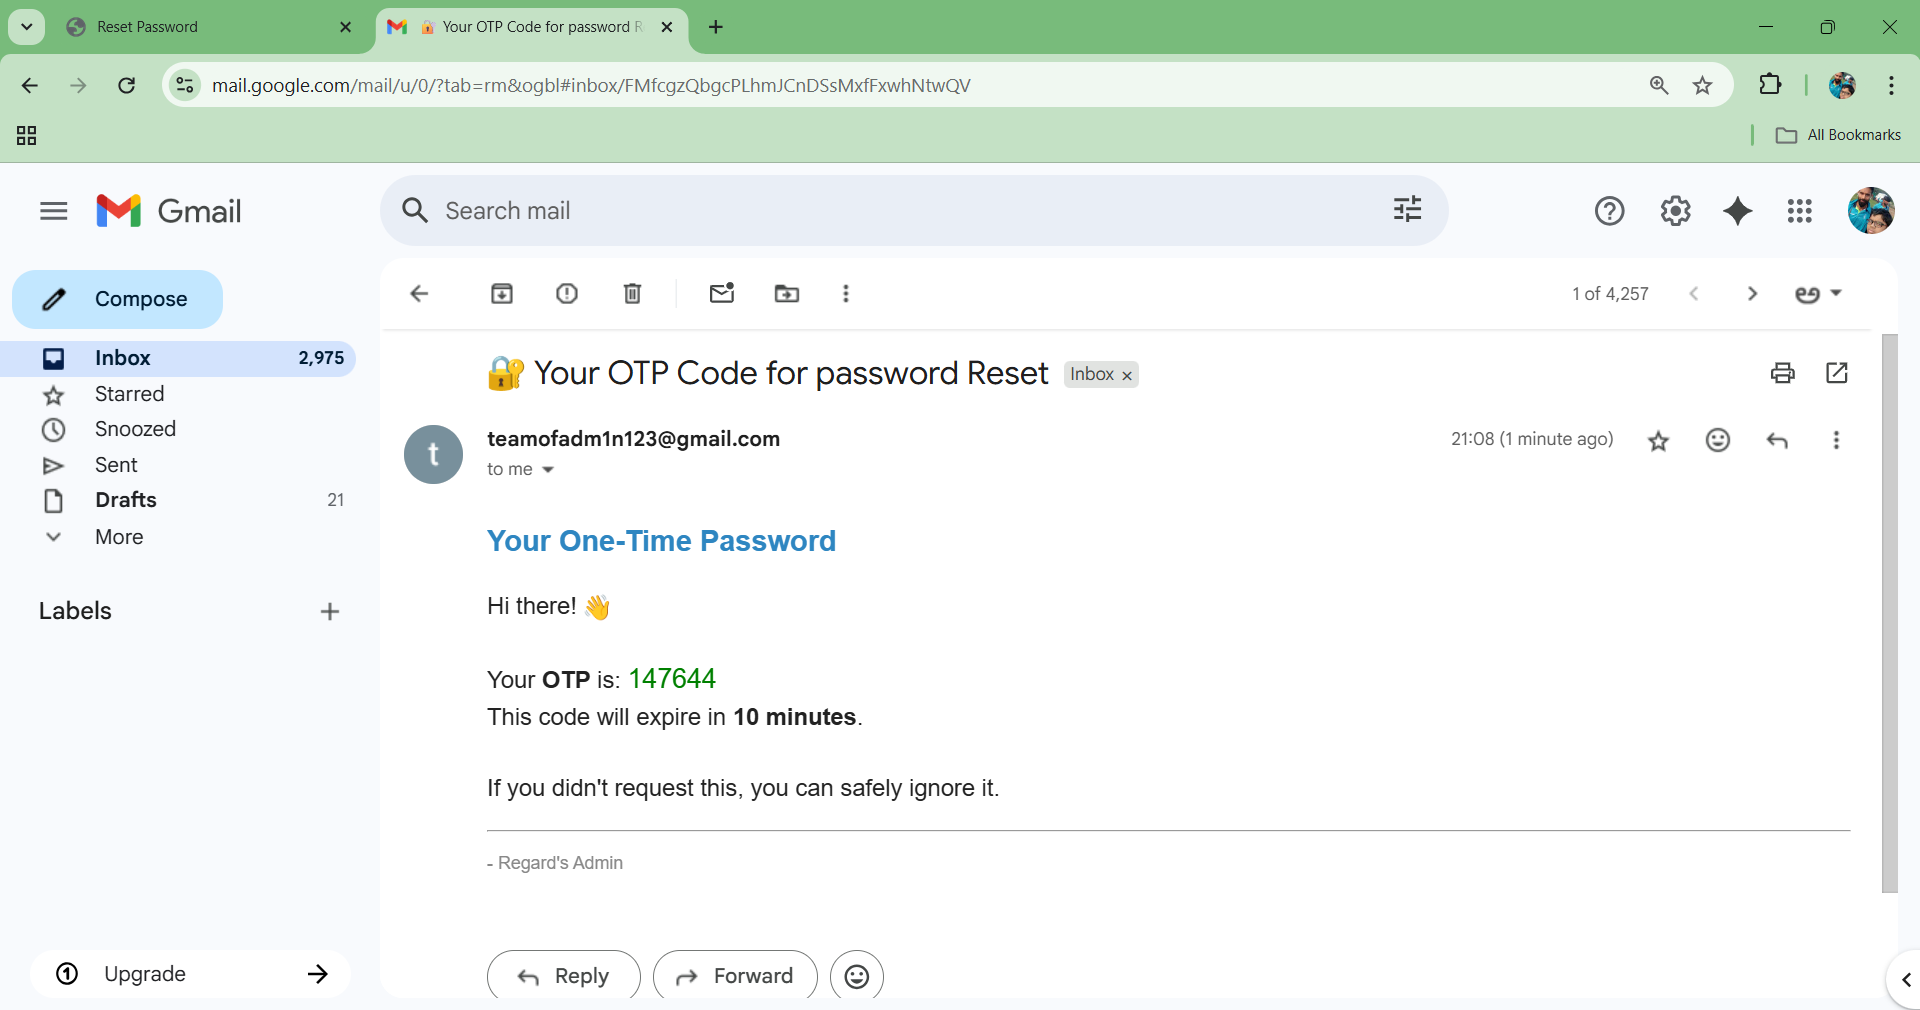 Reset Password
Your OTP Code for password R
mail.google.com/mail/u/0/?tab=rm&ogbl#inbox/FMfcgzQbgcPLhmJCnDSsMxfFxwhNtwQV
All Bookmarks
Gmail
Search mail
Compose
1 of 4,257
Inbox 2,975
Starred
Snoozed
Sent
Drafts 21
More
Labels
Upgrade
Your OTP Code for password Reset Inbox
t
teamofadm1n123@gmail.com 21:08 (1 minute ago)
to me
Your One-Time Password
Hi there! 👋
Your OTP is: 147644
This code will expire in 10 minutes.
If you didn't request this, you can safely ignore it.
- Regard's Admin
Reply Forward